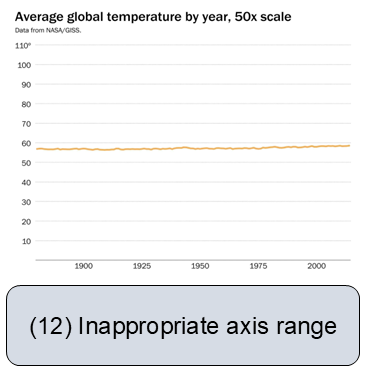 Average global temperature by year, 50x scale
Data from NASA/GISS.
110°
100
90
80
70
60
50
40
30
20
10
1900 1925 1950 1975 2000
(12) Inappropriate axis range